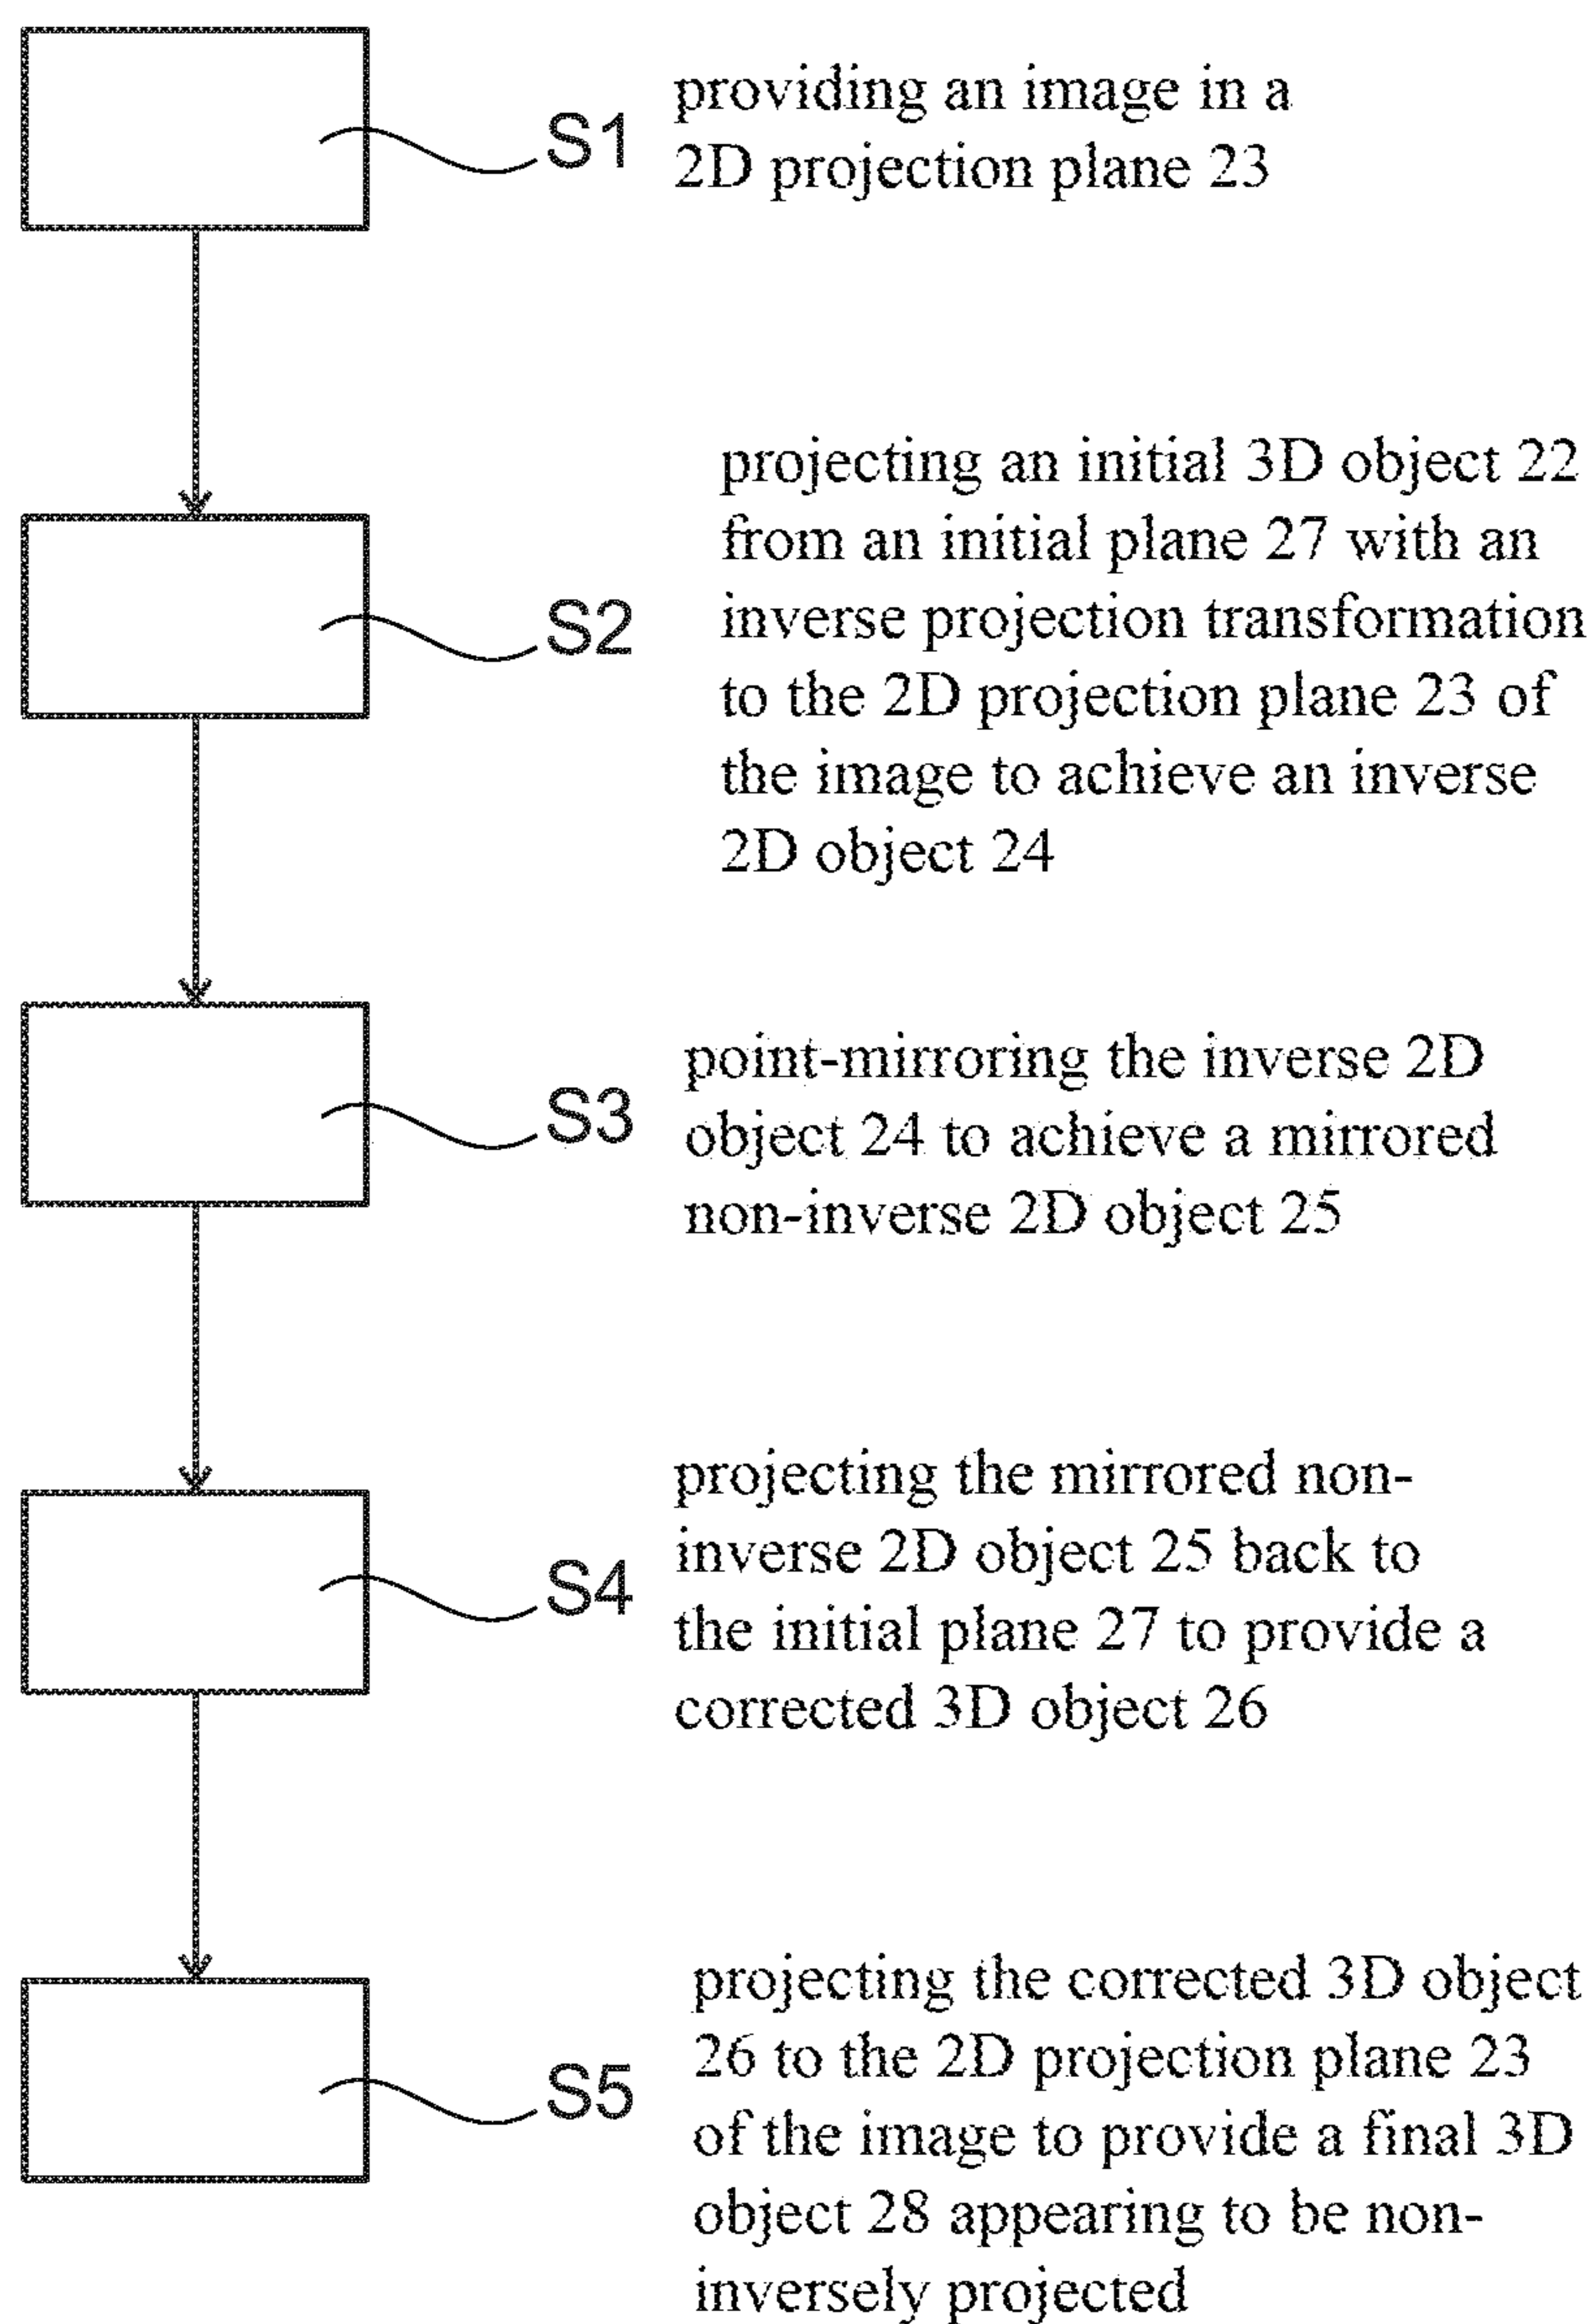 S1
providing an image in a
2D projection plane 23
S2
projecting an initial 3D object 22
from an initial plane 27 with an
inverse projection transformation
to the 2D projection plane 23 of
the image to achieve an inverse
2D object 24
S3
point-mirroring the inverse 2D
object 24 to achieve a mirrored
non-inverse 2D object 25
S4
projecting the mirrored non-
inverse 2D object 25 back to
the initial plane 27 to provide a
corrected 3D object 26
S5
projecting the corrected 3D object
26 to the 2D projection plane 23
of the image to provide a final 3D
object 28 appearing to be non-
inversely projected